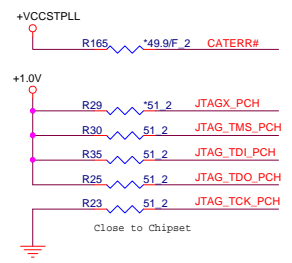 +VCCSTPLL
R165 *49.9/F_2 CATERR#
+1.0V
R29 *51_2 JTAGX_PCH
R30 51_2 JTAG_TMS_PCH
R35 51_2 JTAG_TDI_PCH
R25 51_2 JTAG_TDO_PCH
R23 51_2 JTAG_TCK_PCH
Close to Chipset